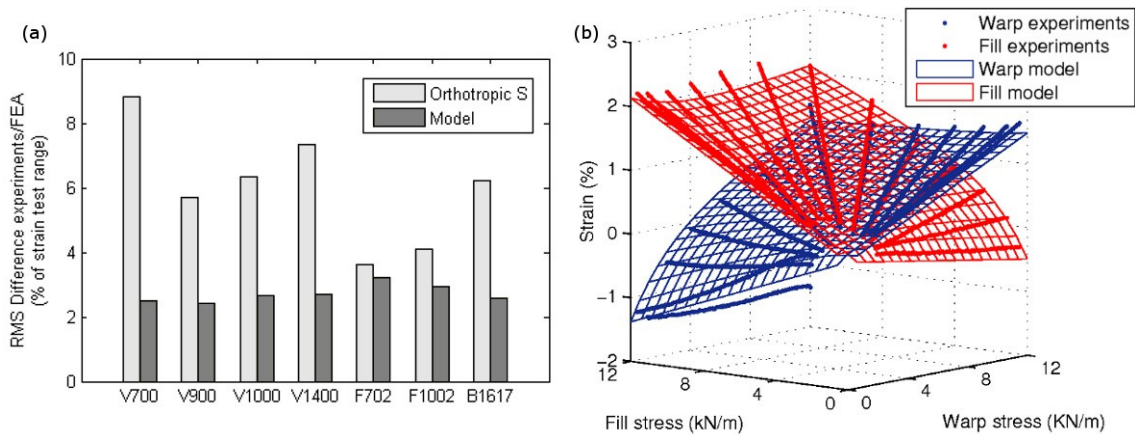 (a)
10
8
6
4
2
0
RMS Difference experiments/FEA
(% of strain test range)
Orthotropic S
Model
V700 V900 V1000 V1400 F702 F1002 B1617
(b)
Warp experiments
Fill experiments
Warp model
Fill model
3
2
1
0
−1
−2
Strain (%)
12 8 4 0
Fill stress (kN/m)
0 4 8 12
Warp stress (KN/m)